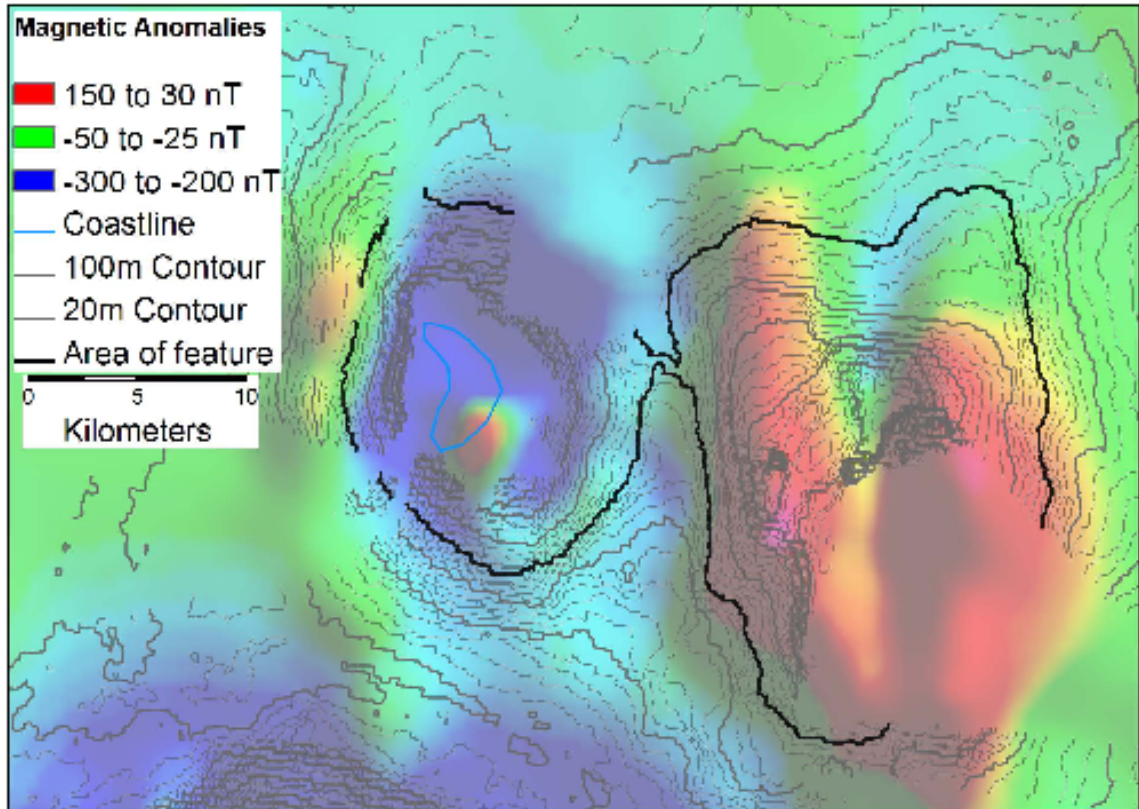 Magnetic Anomalies
150 to 30 nT
-50 to -25 nT
-300 to -200 nT
Coastline
100m Contour
20m Contour
Area of feature
0 5 10
Kilometers